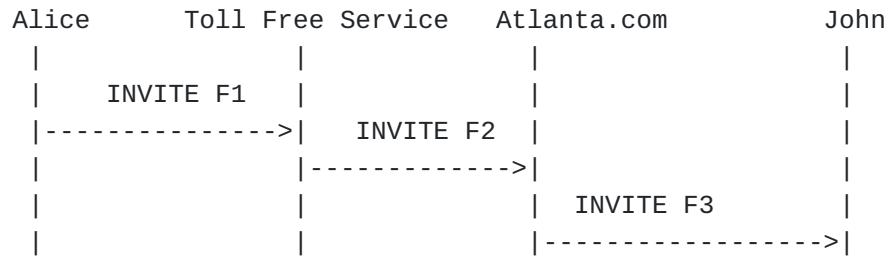 Alice      Toll Free Service   Atlanta.com          John
 |                 |              |                   |
 |    INVITE F1    |              |                   |
 |--------------->|   INVITE F2  |                   |
 |                 |------------->|                   |
 |                 |              |  INVITE F3        |
 |                 |              |------------------>|